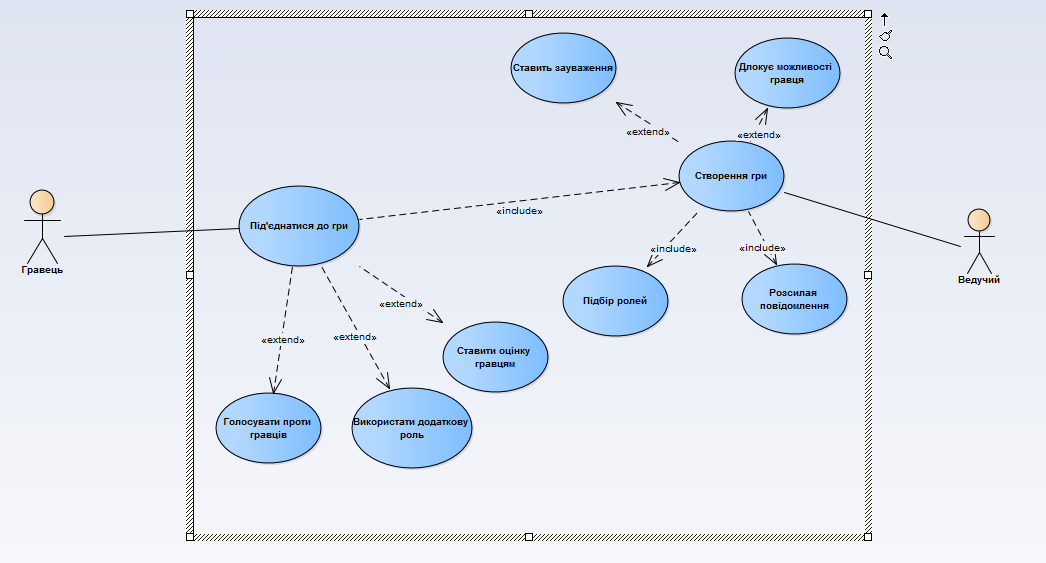 Ставить зауваження
Длокує можливості
гравця
«extend»
«extend»
Створення гри
«include»
Під'єднатися до гри
«include»
«include»
Гравець
Ведучий
Підбір ролей
Розсилая
повідомлення
«extend»
«extend»
«extend»
Ставити оцінку
гравцям
Голосувати проти
гравців
Використати додаткову
роль